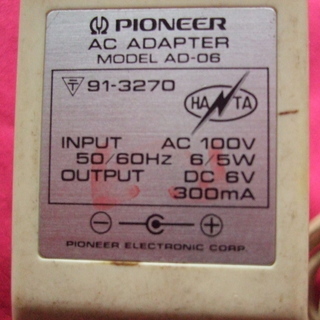 PIONEER
AC ADAPTER
MODEL AD-06
〒 91-3270
HANTA
INPUT AC 100V
50/60Hz 6/5W
OUTPUT DC 6V
300mA
PIONEER ELECTRONIC CORP.